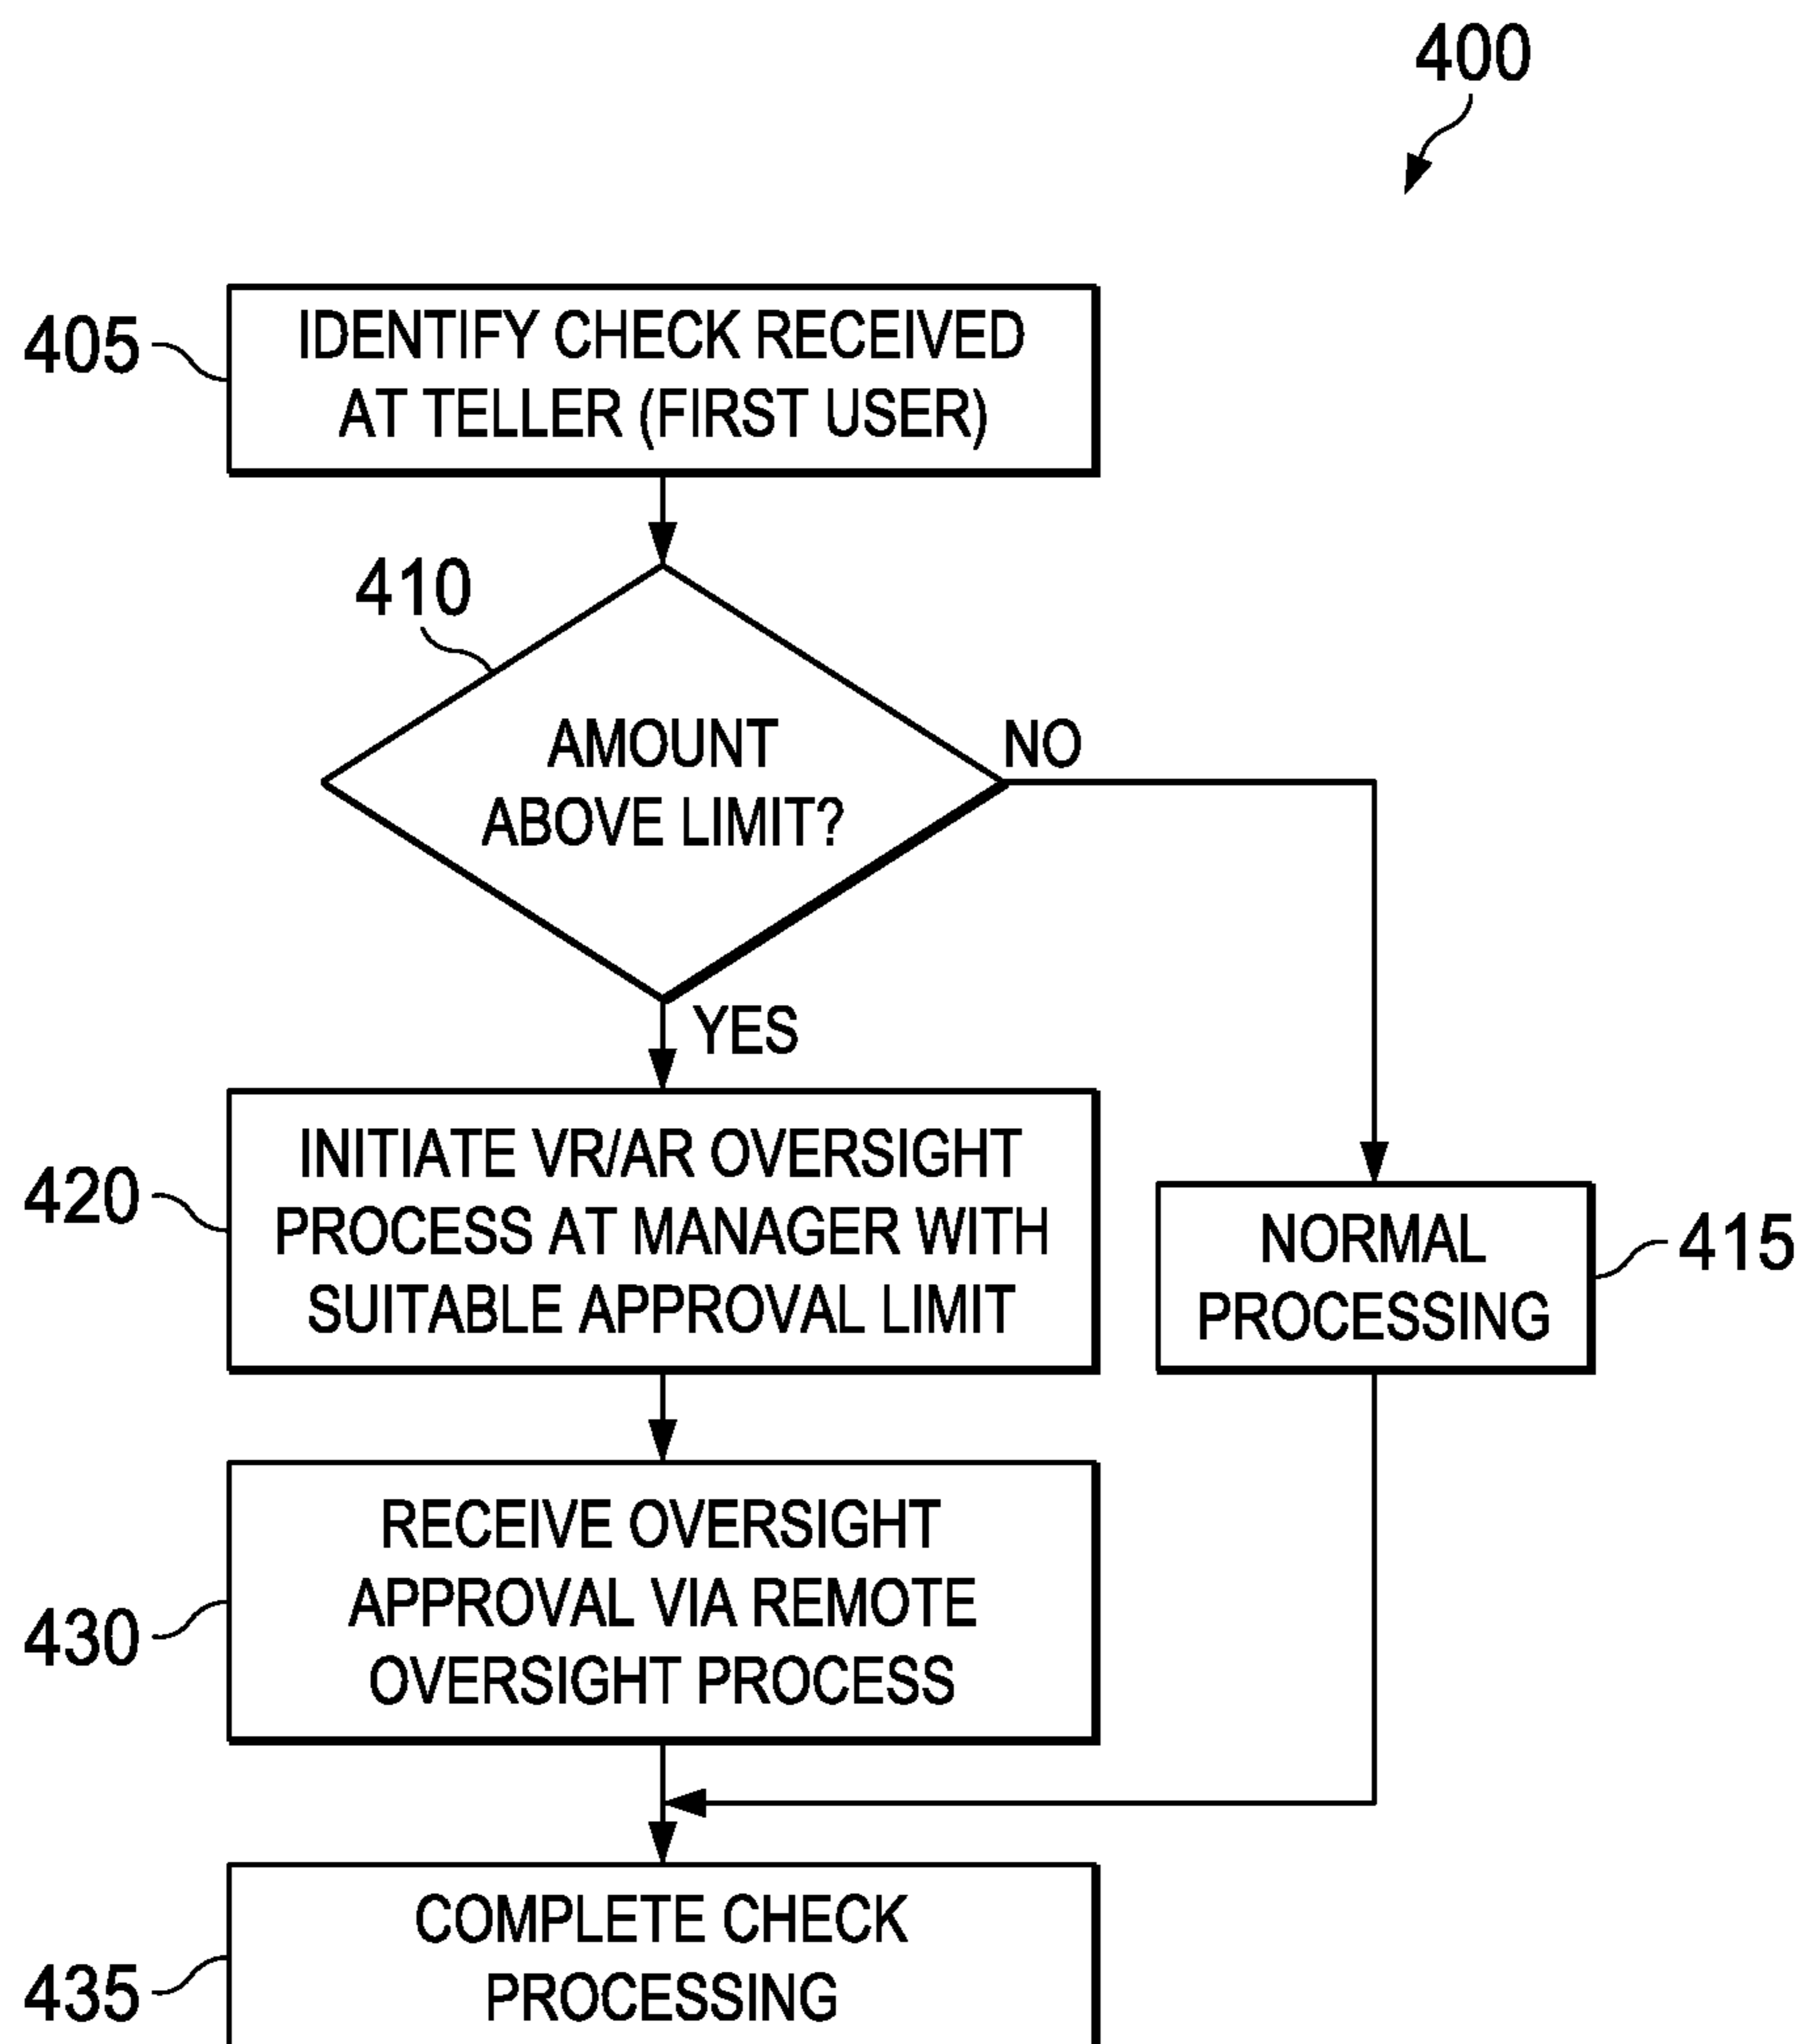 400
405
IDENTIFY CHECK RECEIVED
AT TELLER (FIRST USER)
410
AMOUNT
ABOVE LIMIT?
NO
YES
420
INITIATE VR/AR OVERSIGHT
PROCESS AT MANAGER WITH
SUITABLE APPROVAL LIMIT
NORMAL
PROCESSING
415
430
RECEIVE OVERSIGHT
APPROVAL VIA REMOTE
OVERSIGHT PROCESS
435
COMPLETE CHECK
PROCESSING